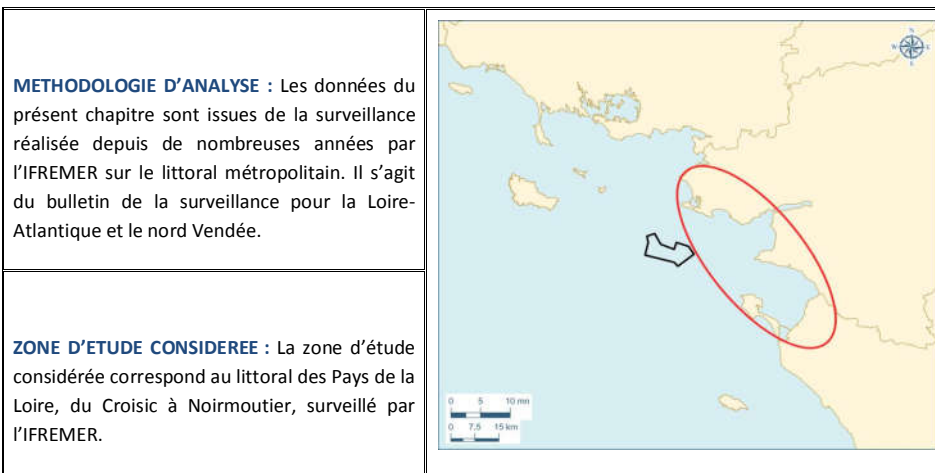 METHODOLOGIE D’ANALYSE : Les données du
présent chapitre sont issues de la surveillance
réalisée depuis de nombreuses années par
l’IFREMER sur le littoral métropolitain. Il s’agit
du bulletin de la surveillance pour la Loire-
Atlantique et le nord Vendée.
ZONE D’ETUDE CONSIDEREE : La zone d’étude
considérée correspond au littoral des Pays de la
Loire, du Croisic à Noirmoutier, surveillé par
l’IFREMER.
N
W
E
0 5 10 mn
0 7.5 15 km